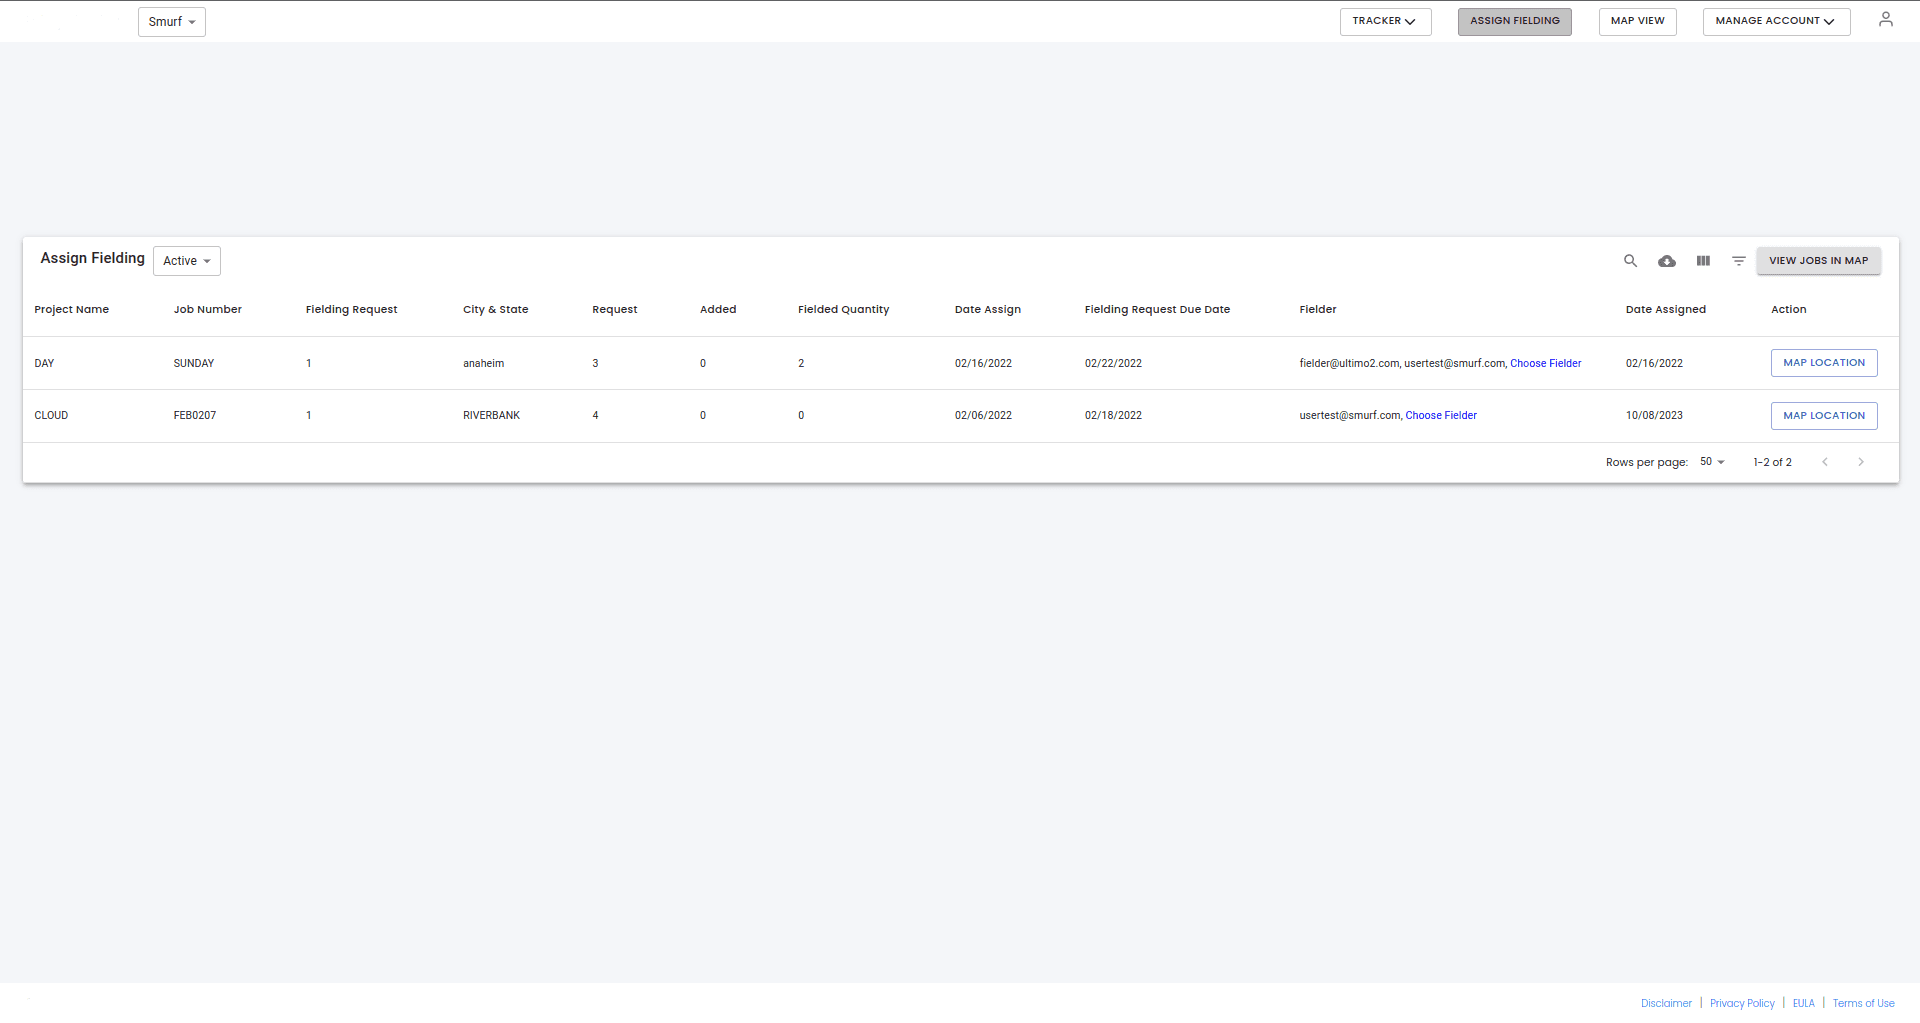 Smurf TRACKER ASSIGN FIELDING MAP VIEW MANAGE ACCOUNT
Assign Fielding Active VIEW JOBS IN MAP
Project Name Job Number Fielding Request City & State Request Added Fielded Quantity Date Assign Fielding Request Due Date Fielder Date Assigned Action
DAY SUNDAY 1 anaheim 3 0 2 02/16/2022 02/22/2022 fielder@ultimo2.com, usertest@smurf.com, Choose Fielder 02/16/2022 MAP LOCATION
CLOUD FEB0207 1 RIVERBANK 4 0 0 02/06/2022 02/18/2022 usertest@smurf.com, Choose Fielder 10/08/2023 MAP LOCATION
Rows per page: 50 1-2 of 2
Disclaimer | Privacy Policy | EULA | Terms of Use